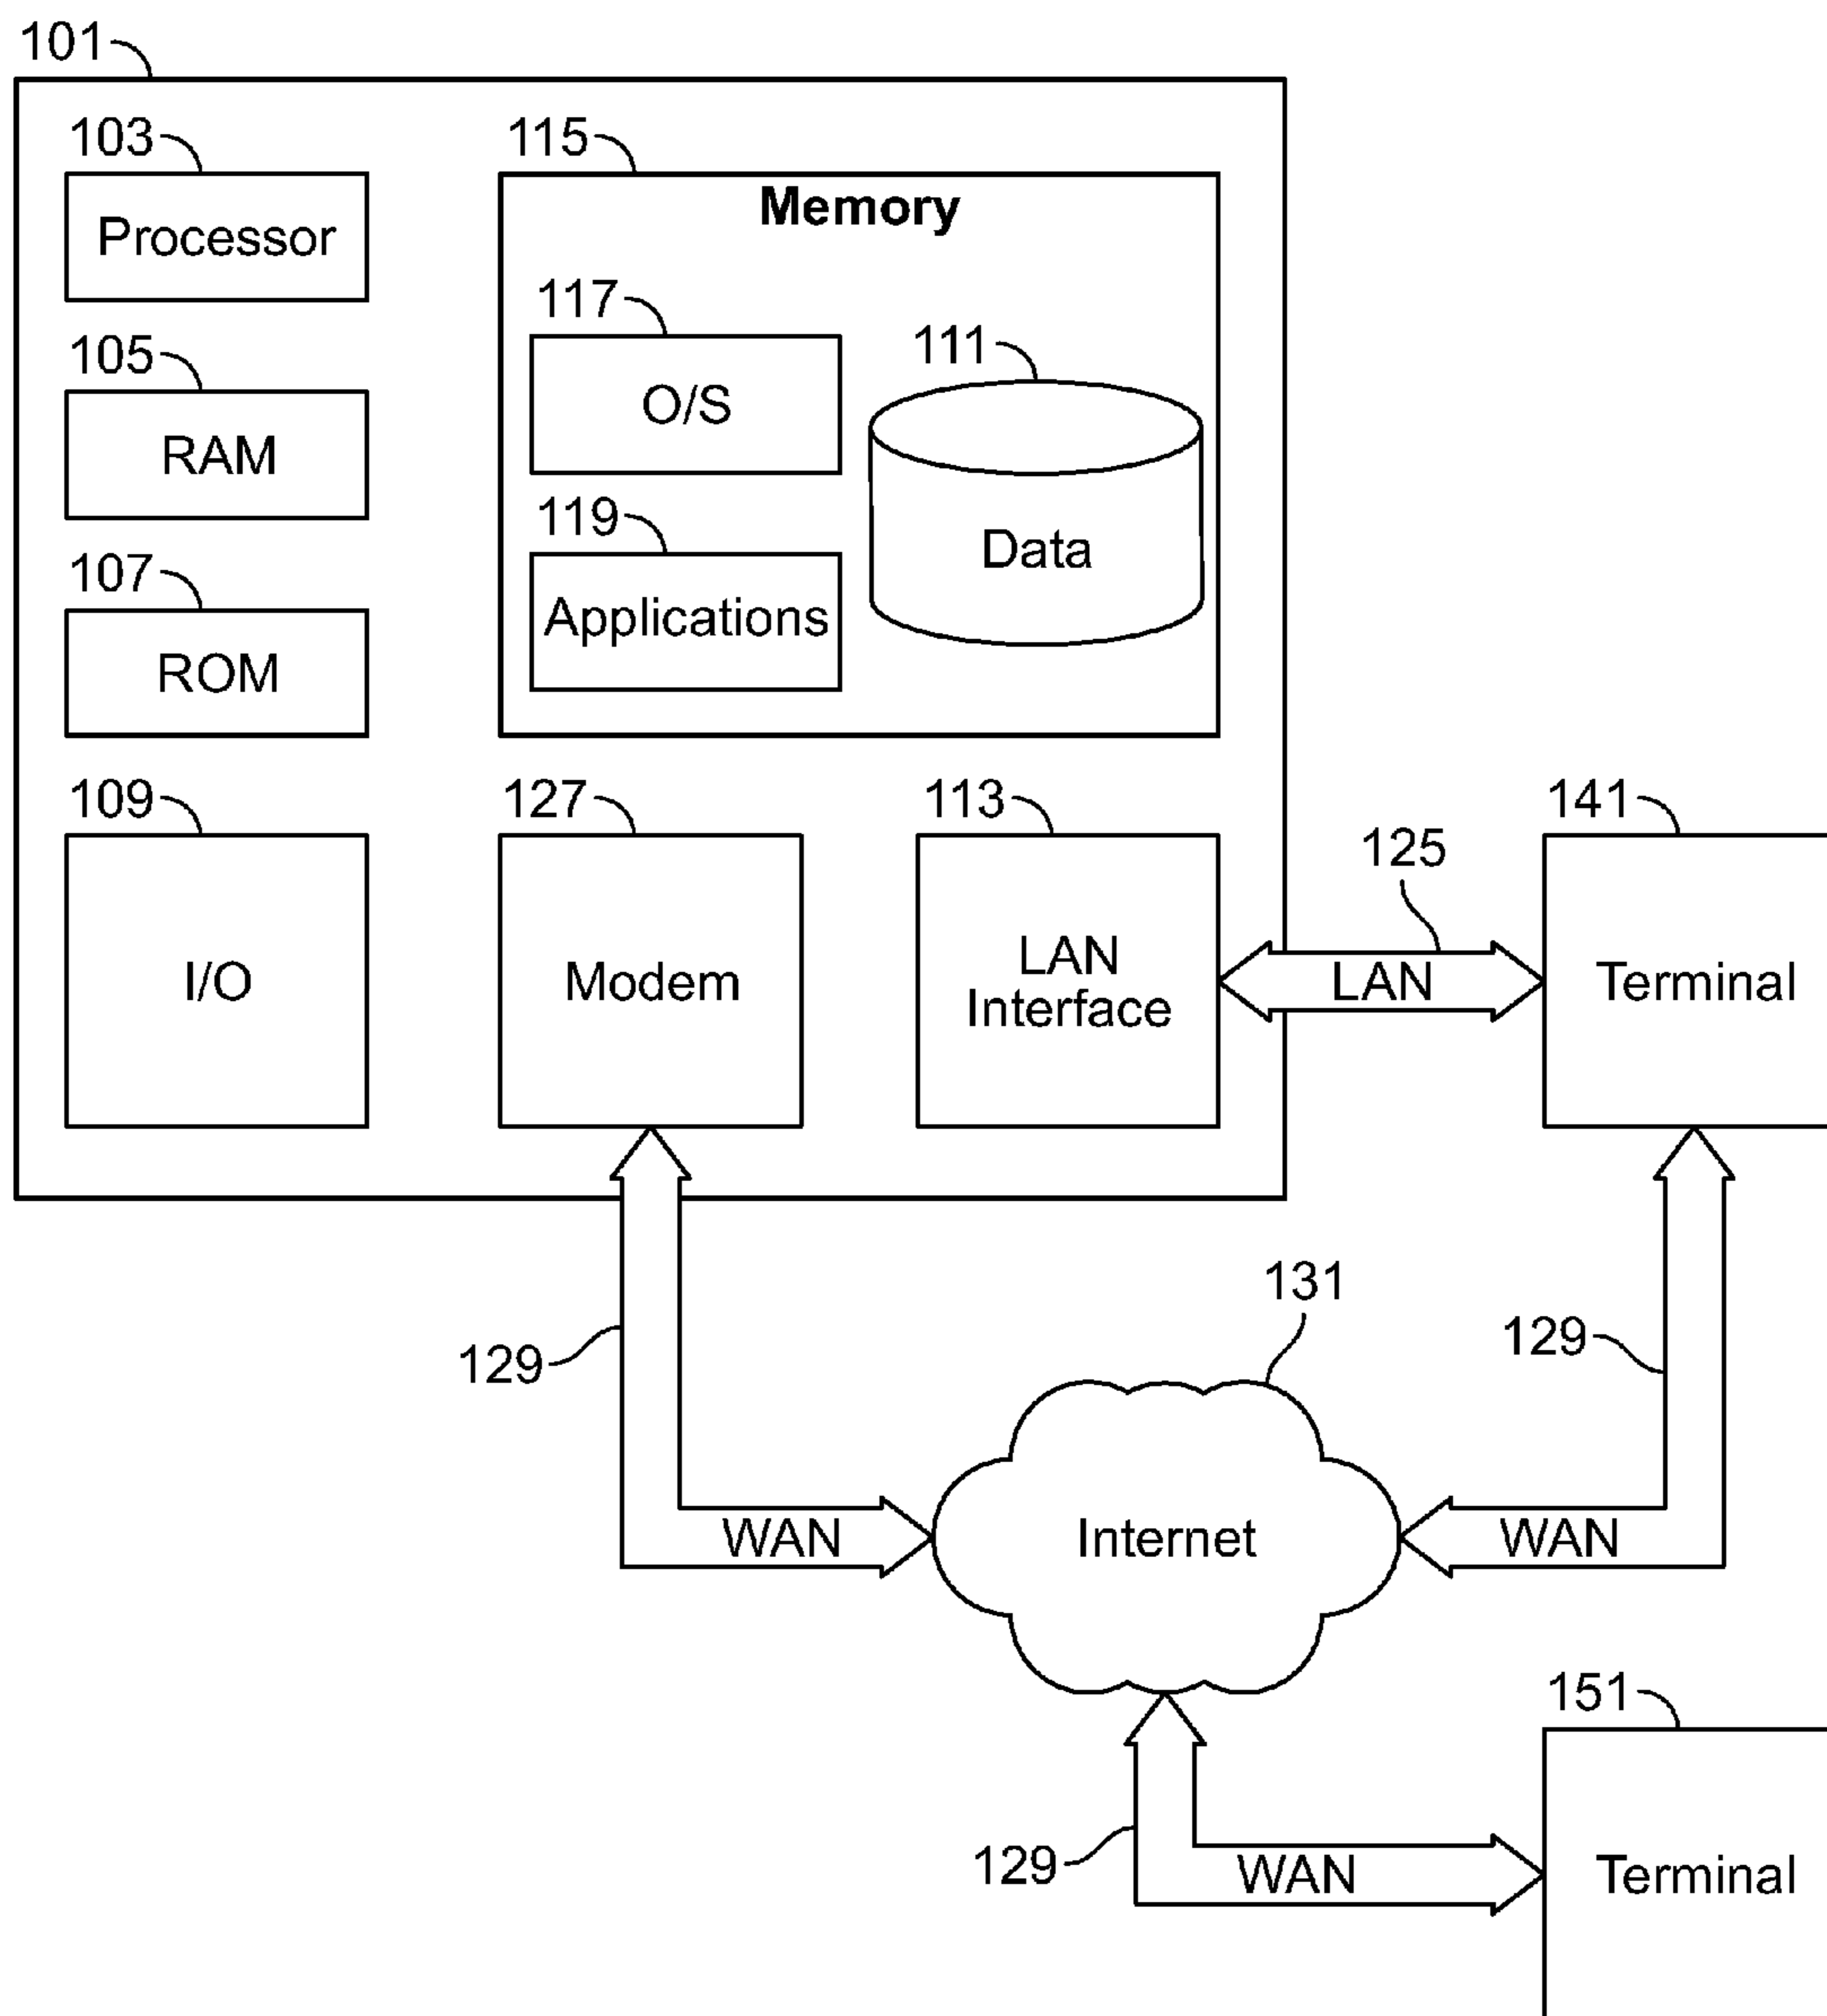 101
103
Processor
105
RAM
107
ROM
109
I/O
115
Memory
117
O/S
119
Applications
111
Data
127
Modem
113
LAN
Interface
125
LAN
141
Terminal
129
WAN
131
Internet
129
WAN
129
WAN
151
Terminal